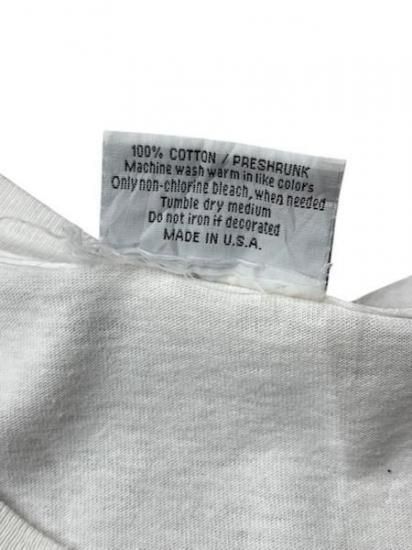 100% COTTON / PRESHRUNK
Machine wash warm in like colors
Only non-chlorine bleach, when needed
Tumble dry medium
Do not iron if decorated
MADE IN U.S.A.